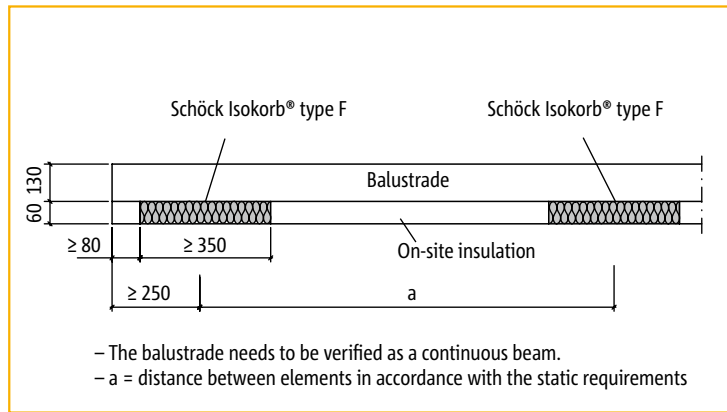 Schöck Isokorb® type F
Schöck Isokorb® type F
130
Balustrade
60
≥ 80
≥ 350
On-site insulation
≥ 250
a
– The balustrade needs to be verified as a continuous beam.
– a = distance between elements in accordance with the static requirements